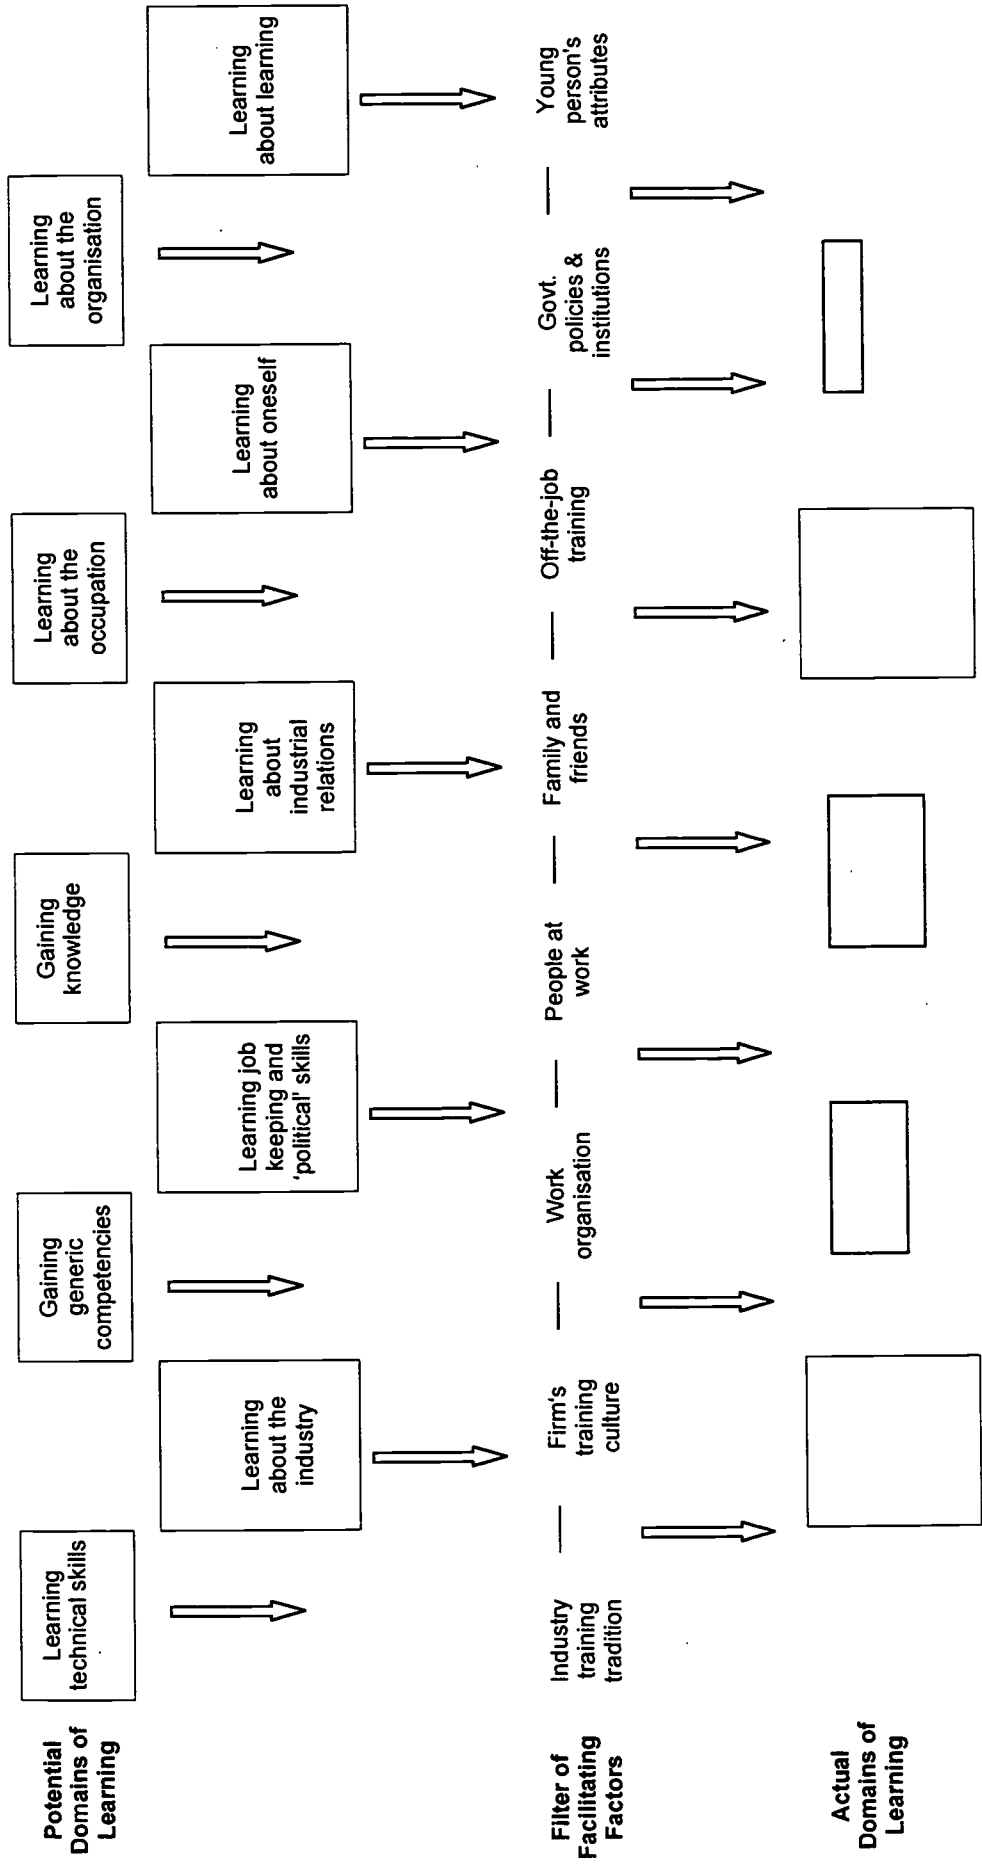 Potential
Domains of
Learning
Learning
technical skills
Gaining
generic
competencies
Gaining
knowledge
Learning
about the
occupation
Learning
about the
organisation
Learning
about the
industry
Learning job
keeping and
'political' skills
Learning
about
industrial
relations
Learning
about oneself
Learning
about learning
Filter of
Facilitating
Factors
Industry
training
tradition
—
Firm's
training
culture
—
Work
organisation
—
People at
work
—
Family and
friends
—
Off-the-job
training
—
Govt.
policies &
institutions
—
Young
person's
attributes
Actual
Domains of
Learning